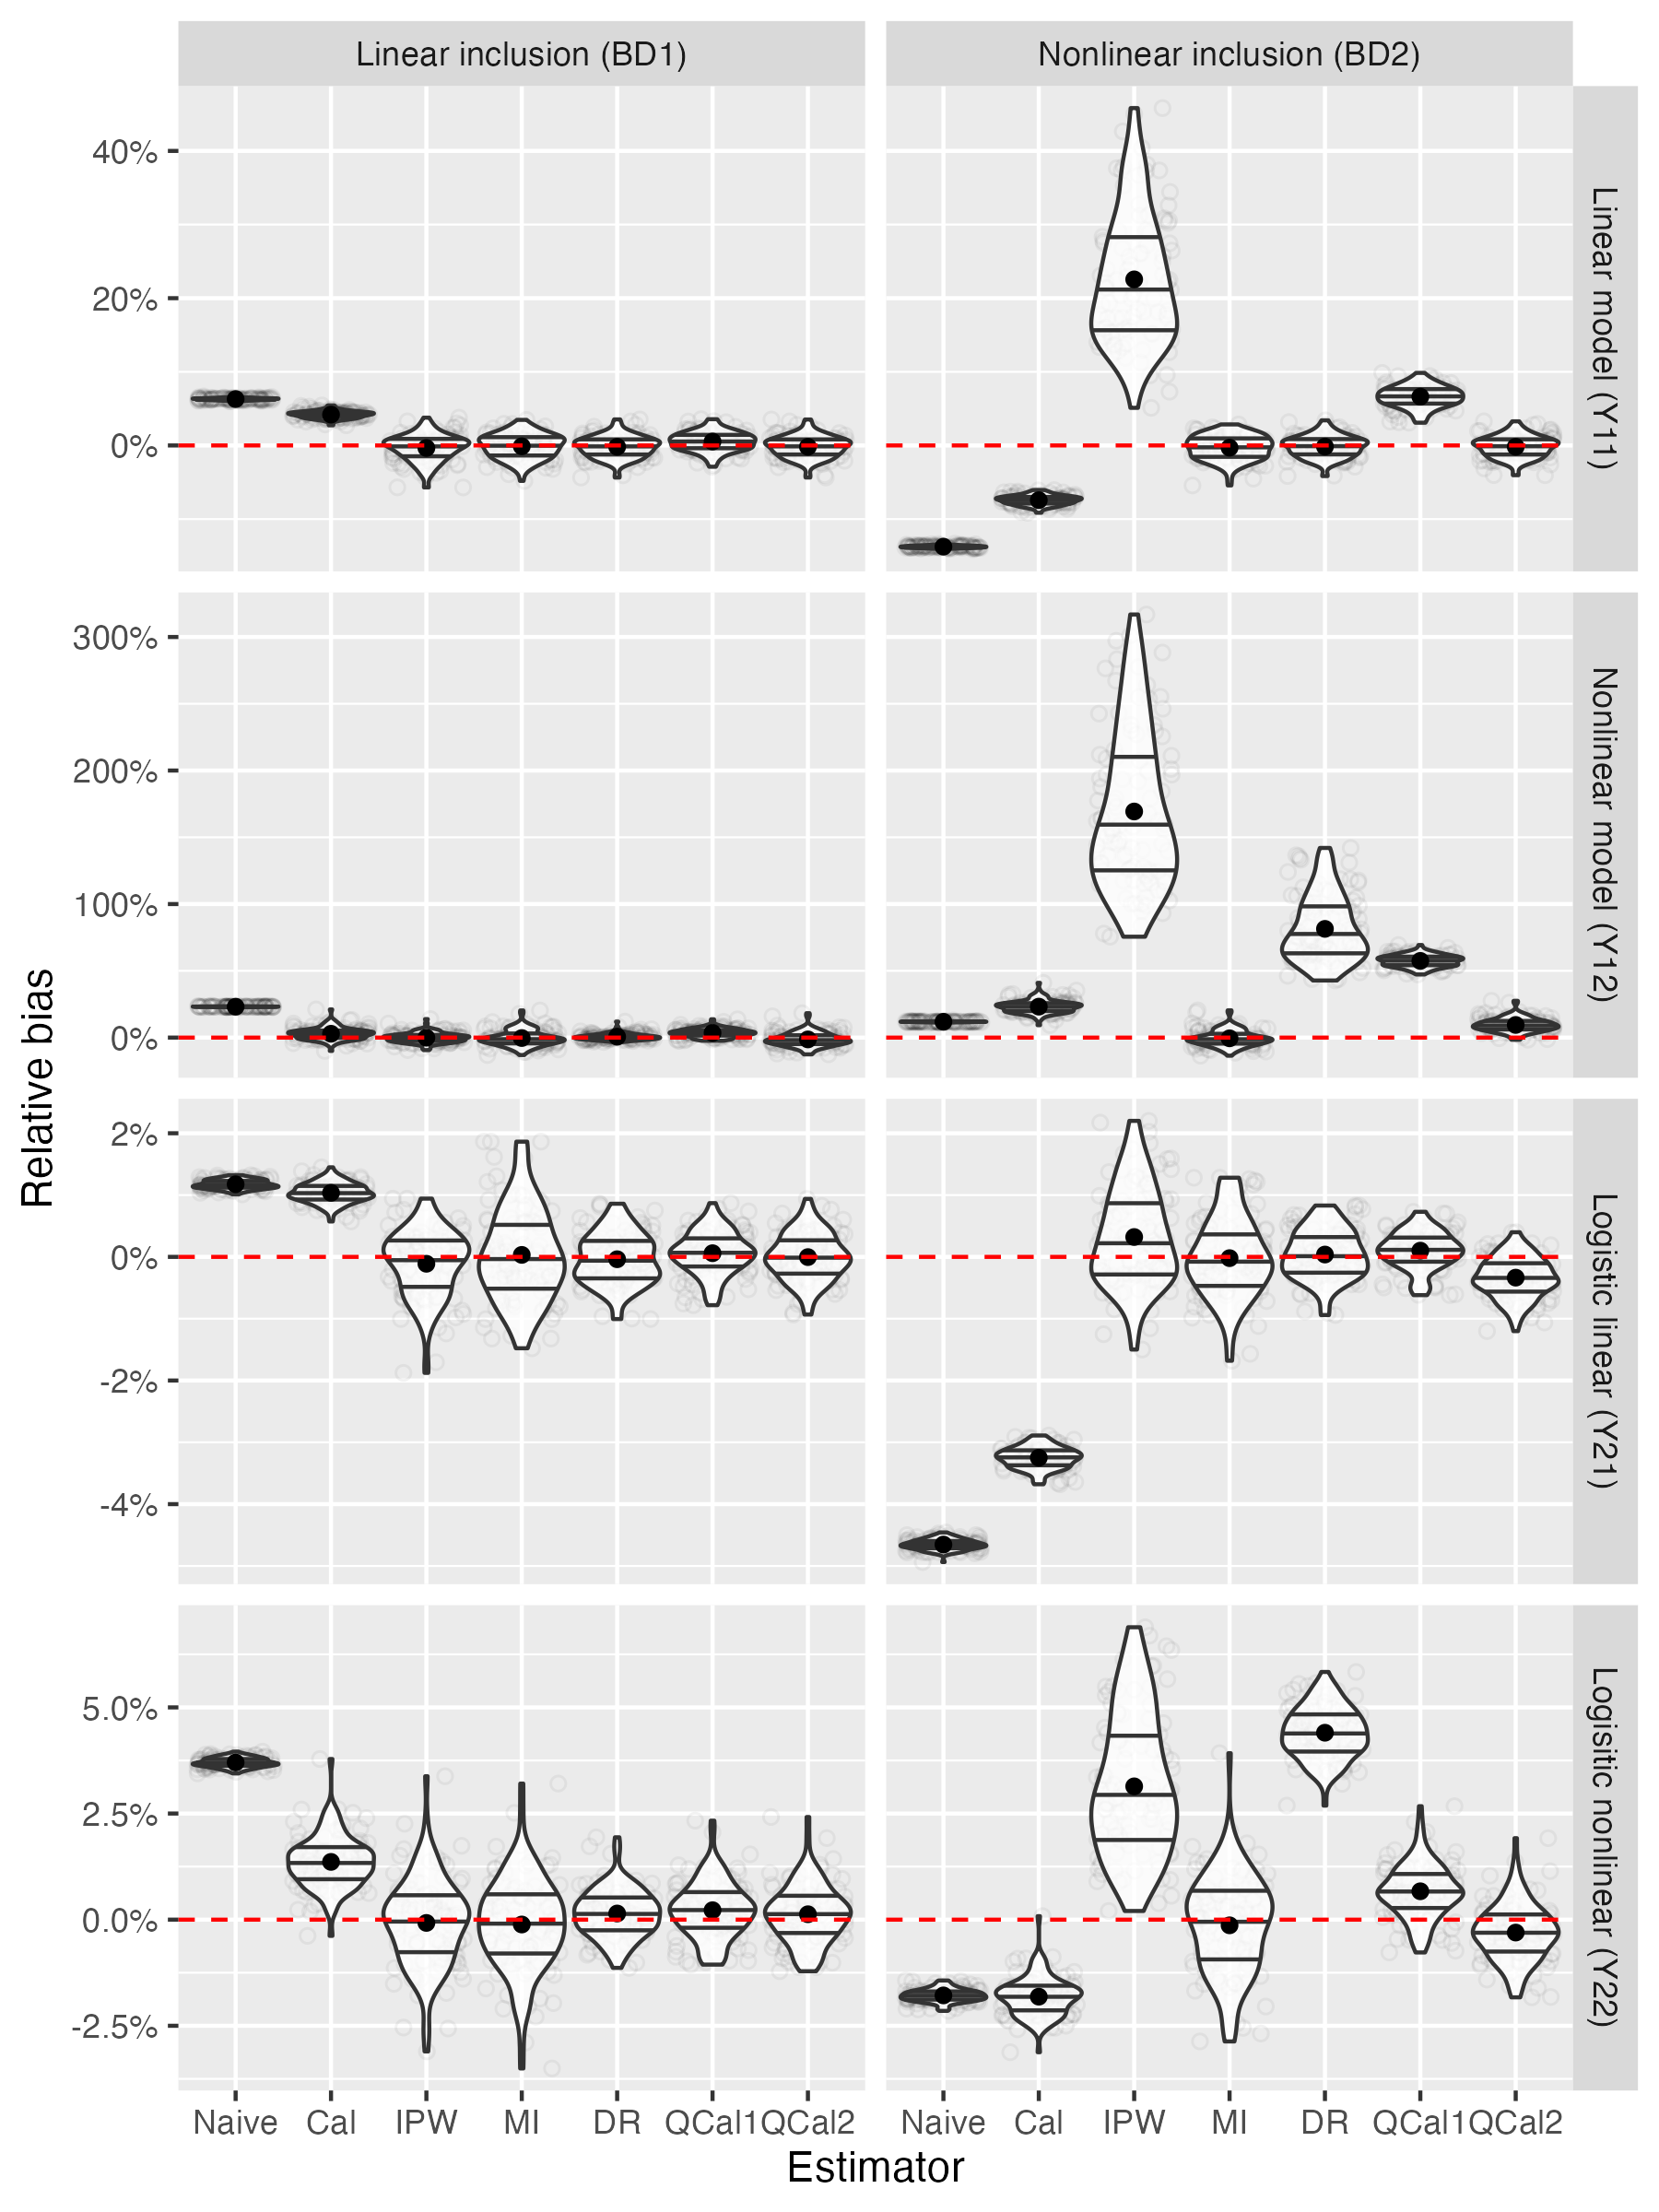 Linear inclusion (BD1)
Nonlinear inclusion (BD2)
40%
20%
0%
Linear model (Y11)
300%
200%
100%
0%
Nonlinear model (Y12)
2%
0%
-2%
-4%
Logistic linear (Y21)
5.0%
2.5%
0.0%
-2.5%
Logisitic nonlinear (Y22)
Relative bias
Naive Cal IPW MI DR QCal1 QCal2
Naive Cal IPW MI DR QCal1 QCal2
Estimator